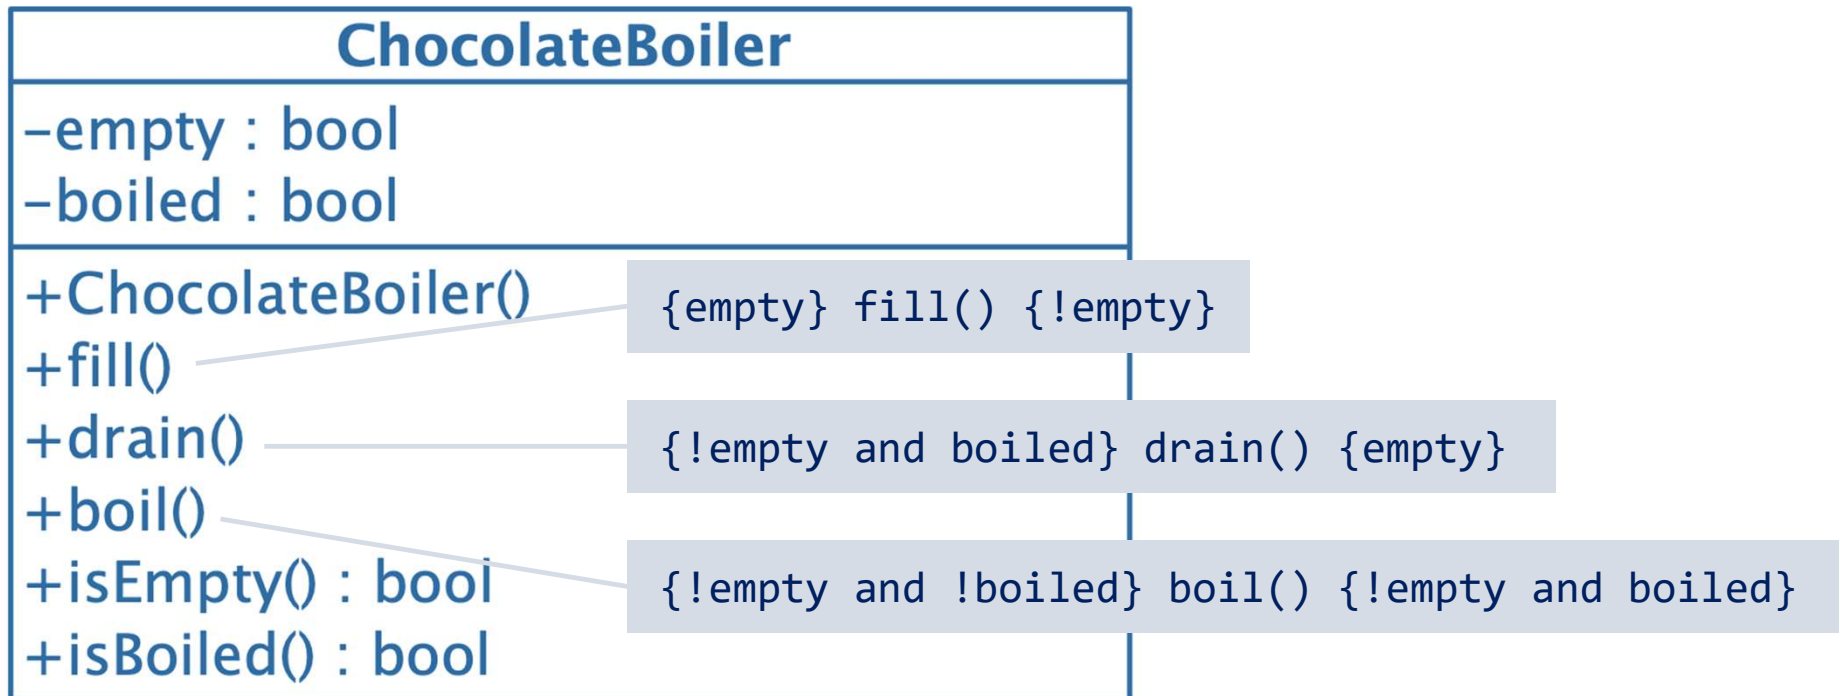 ChocolateBoiler
–empty : bool
–boiled : bool
+ChocolateBoiler()
+fill()
+drain()
+boil()
+isEmpty() : bool
+isBoiled() : bool
{empty} fill() {!empty}
{!empty and boiled} drain() {empty}
{!empty and !boiled} boil() {!empty and boiled}